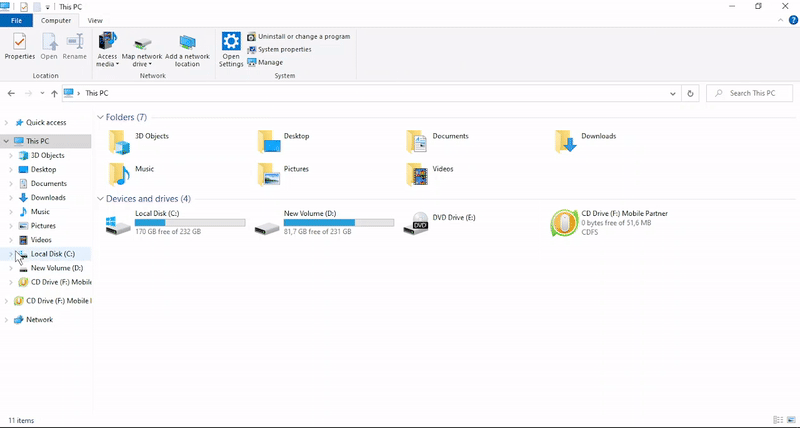 This PC
File
Computer
View
Properties
Open
Rename
Access media
Map network drive
Add a network location
Open Settings
Uninstall or change a program
System properties
Manage
Location
Network
System
This PC
Search This PC
Quick access
This PC
3D Objects
Desktop
Documents
Downloads
Music
Pictures
Videos
Local Disk (C:)
New Volume (D:)
CD Drive (F:) Mobile
CD Drive (F:) Mobile
Network
Folders (7)
3D Objects
Desktop
Documents
Downloads
Music
Pictures
Videos
Devices and drives (4)
Local Disk (C:)
170 GB free of 232 GB
New Volume (D:)
81,7 GB free of 231 GB
DVD
DVD Drive (E:)
CD Drive (F:) Mobile Partner
0 bytes free of 51,6 MB
CDFS
11 items